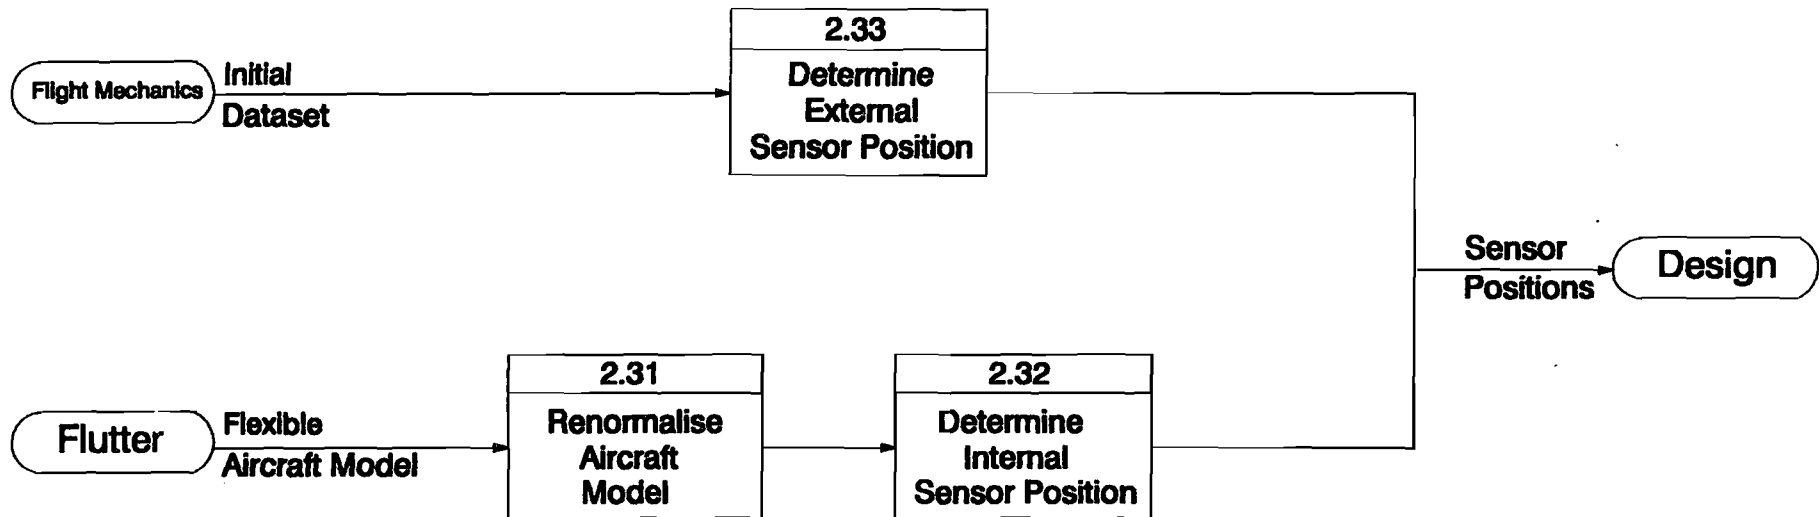 2.33
Flight Mechanics
Initial
Dataset
Determine
External
Sensor Position
Sensor
Positions
Design
2.31
2.32
Flutter
Flexible
Aircraft Model
Renormalise
Aircraft
Model
Determine
Internal
Sensor Position